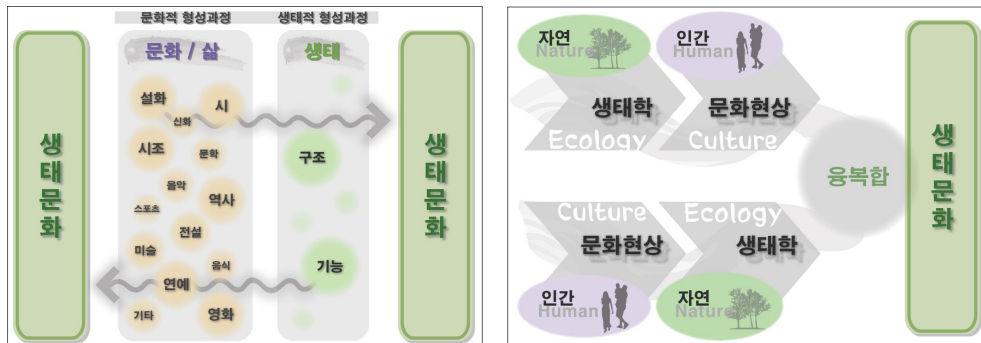 문화적 형성과정
생태적 형성과정
생태문화
문화 / 삶
설화
시
신화
시조
문학
음악
스포츠
역사
전설
미술
음식
연예
기타
영화
생태
구조
기능
생태문화
자연
Nature
인간
Human
생태학
Ecology
문화현상
Culture
Culture
문화현상
Ecology
생태학
인간
Human
자연
Nature
융복합
생태문화